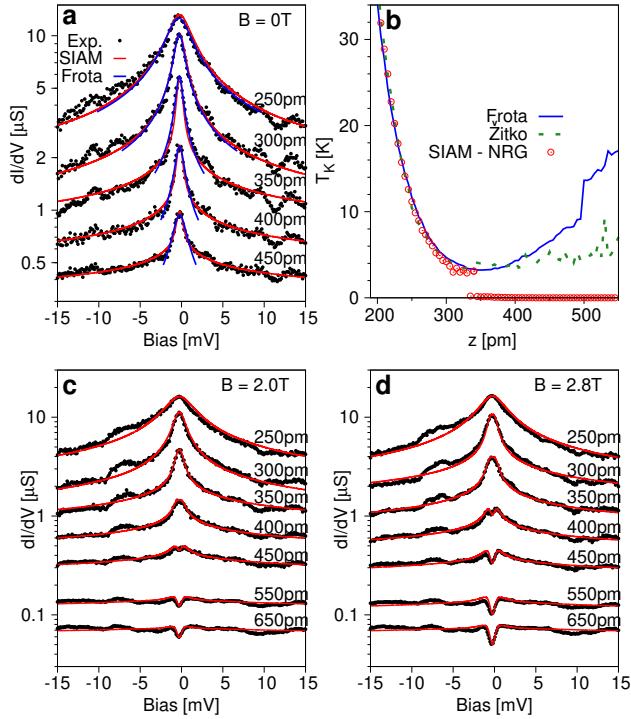 a
B = 0T
Exp.
SIAM
Frota
250pm
300pm
350pm
400pm
450pm
10
5
2
1
0.5
dI/dV [µS]
-15 -10 -5 0 5 10 15
Bias [mV]
b
Frota
Žitko
SIAM - NRG
30
20
10
0
T_K [K]
200 300 400 500
z [pm]
c
B = 2.0T
250pm
300pm
350pm
400pm
450pm
550pm
650pm
10
1
0.1
dI/dV [µS]
-15 -10 -5 0 5 10 15
Bias [mV]
d
B = 2.8T
250pm
300pm
350pm
400pm
450pm
550pm
650pm
10
1
0.1
dI/dV [µS]
-15 -10 -5 0 5 10 15
Bias [mV]